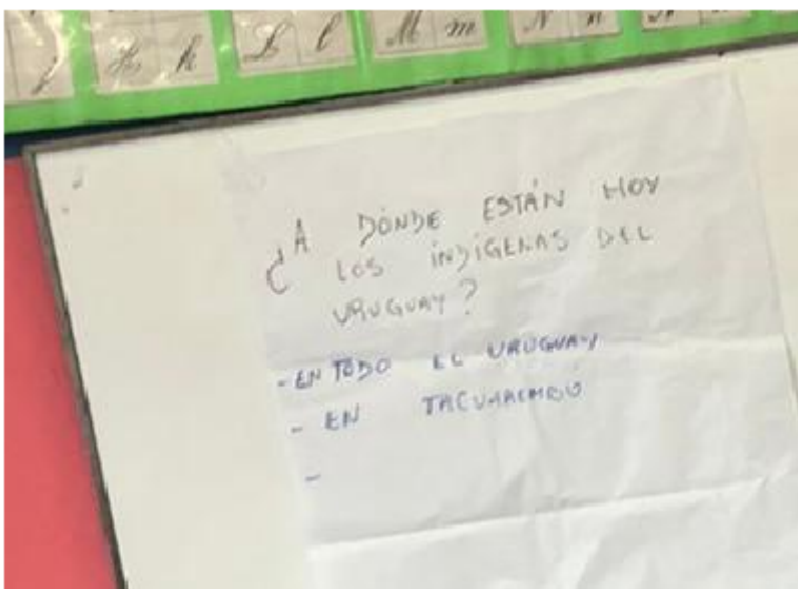 L l M m N n
¿A DÓNDE ESTÁN HOY
LOS INDÍGENAS DEL
URUGUAY?
- EN TODO EL URUGUAY
- EN TACUAREMBÓ
-